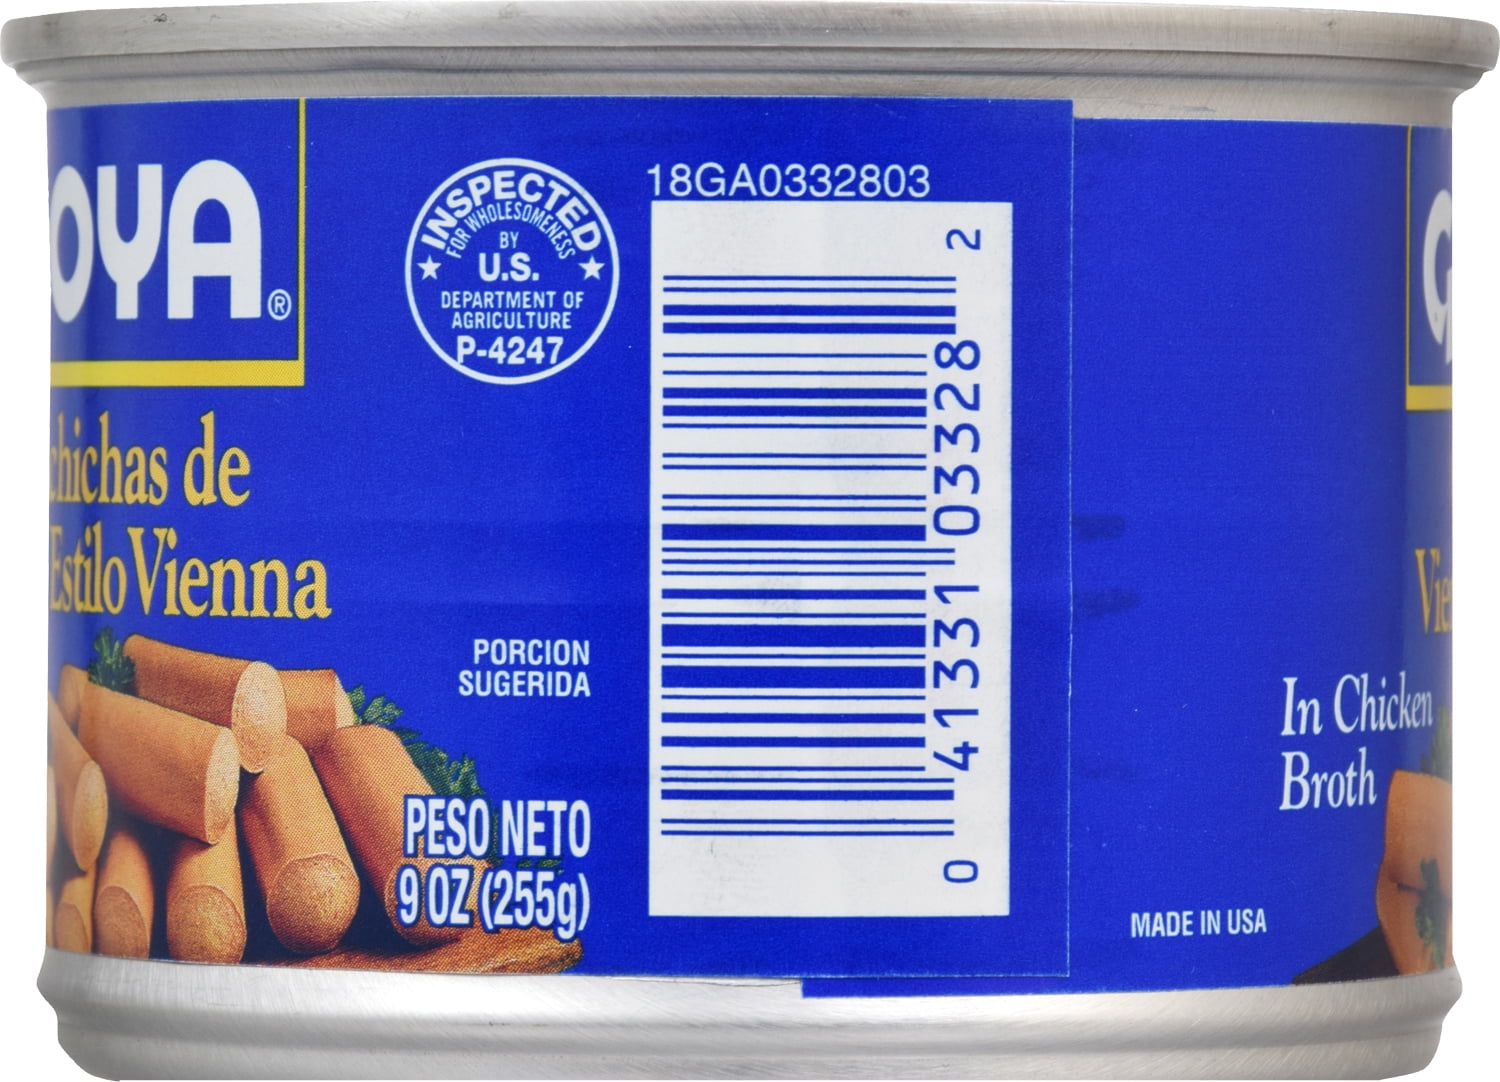 OYA®
chichas de
Estilo Vienna
PORCION
SUGERIDA
PESO NETO
9 OZ (255g)
INSPECTED
FOR WHOLESOMENESS
BY
U.S.
DEPARTMENT OF
AGRICULTURE
P-4247
18GA0332803
0 41331 03328 2
G
Vie
In Chicken
Broth
MADE IN USA